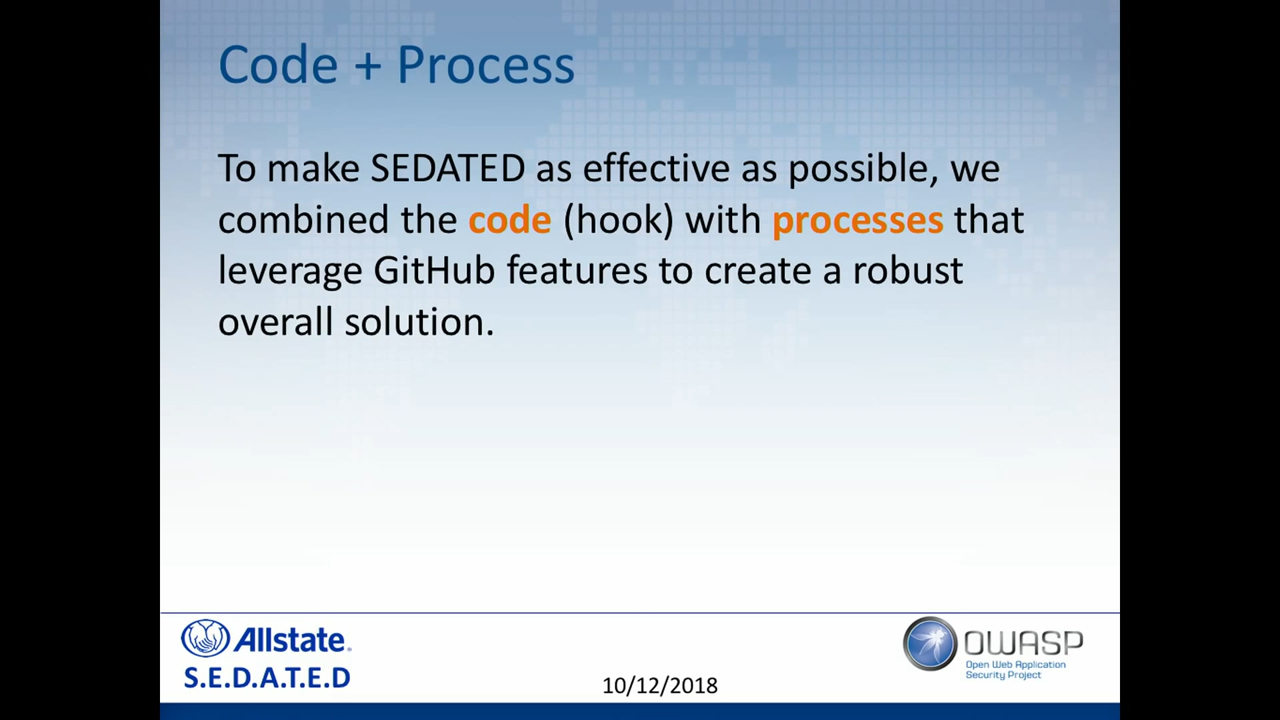 Code + Process
To make SEDATED as effective as possible, we
combined the code (hook) with processes that
leverage GitHub features to create a robust
overall solution.
Allstate.
S.E.D.A.T.E.D
10/12/2018
OWASP
Open Web Application
Security Project